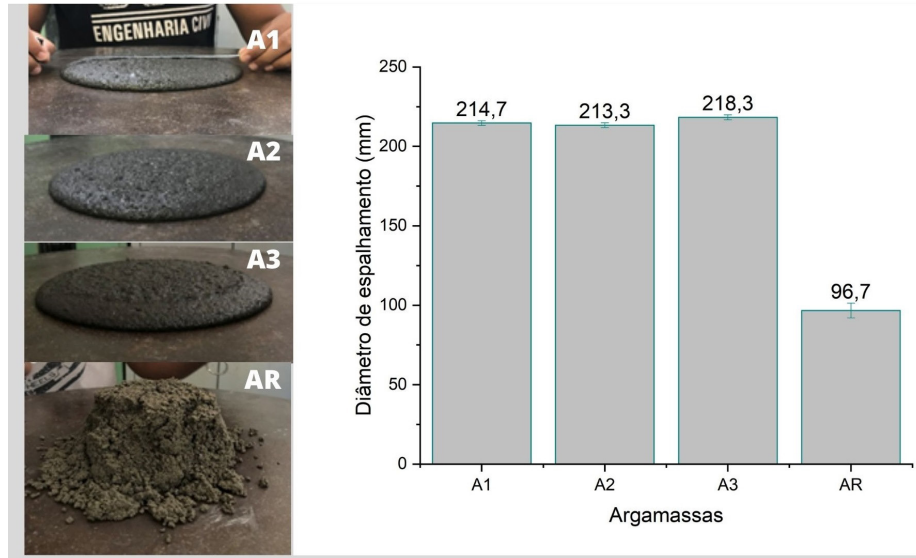 ENGENHARIA CIVI
A1
A2
A3
AR
250
200
150
100
50
0
Diâmetro de espalhamento (mm)
214,7
213,3
218,3
96,7
A1
A2
A3
AR
Argamassas